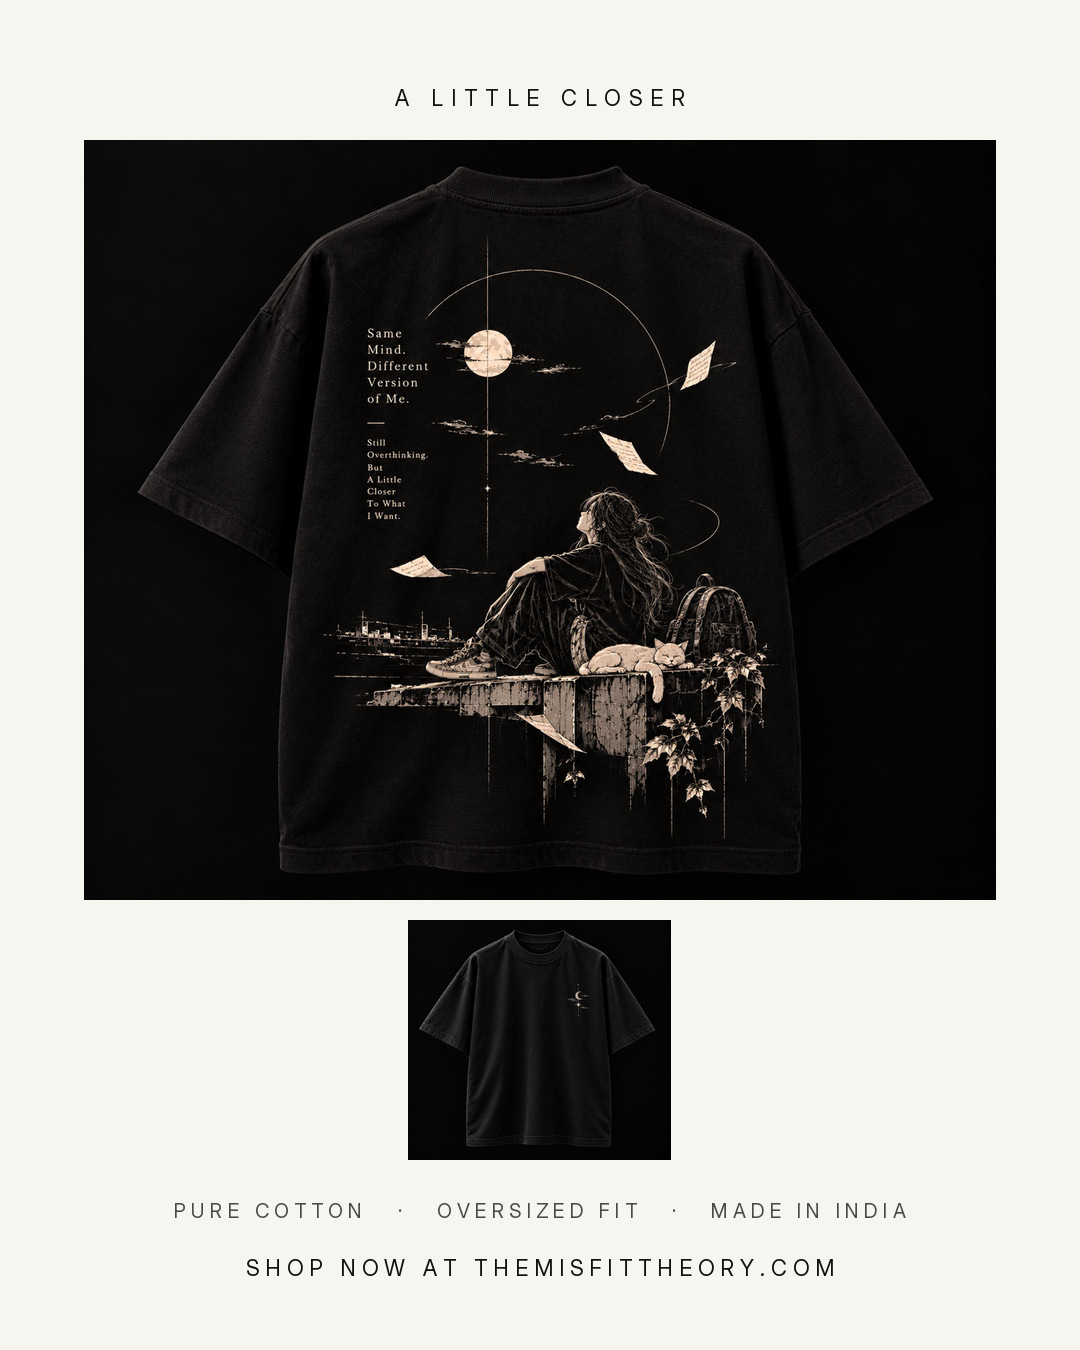 A LITTLE CLOSER
Same
Mind.
Different
Version
of Me.
Still
Overthinking.
But
A Little
Closer
To What
I Want.
PURE COTTON · OVERSIZED FIT · MADE IN INDIA
SHOP NOW AT THEMISFITTHEORY.COM